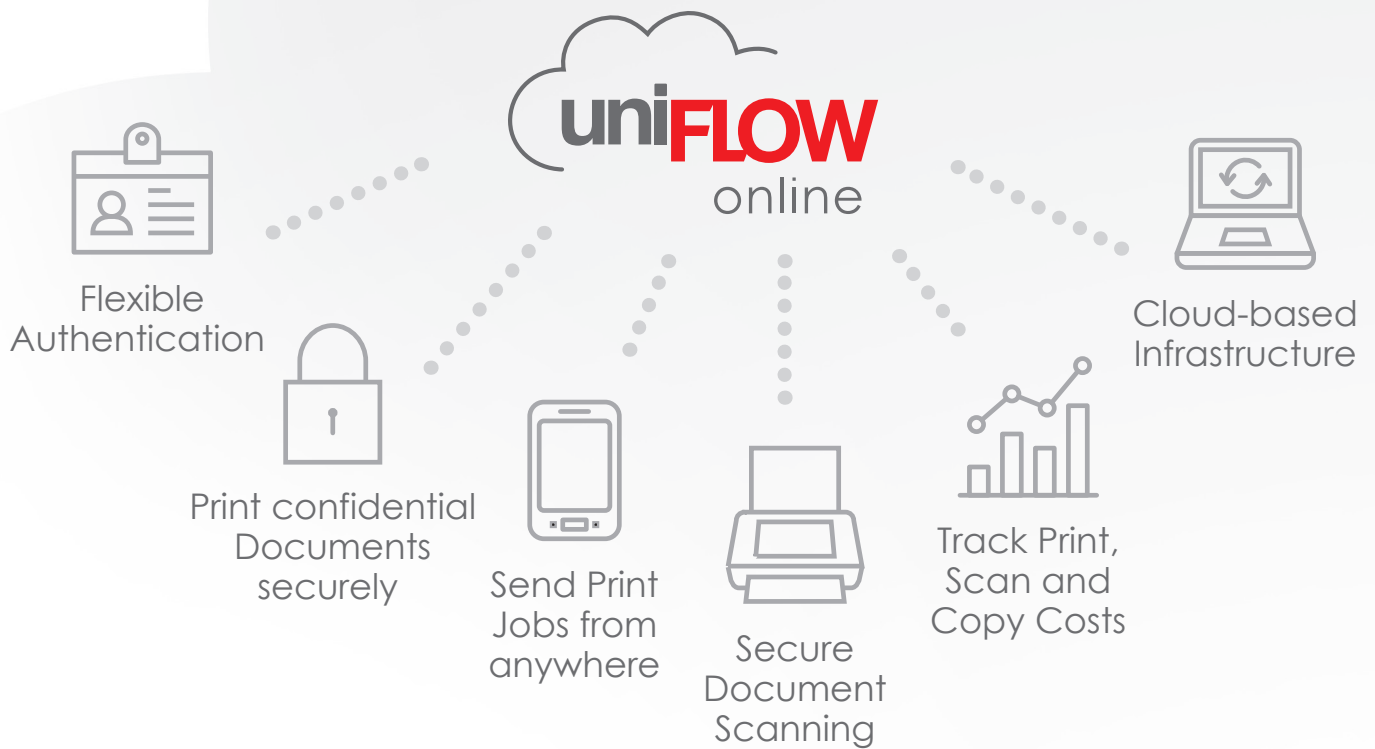 uniFLOW
online
Flexible
Authentication
Print confidential
Documents
securely
Send Print
Jobs from
anywhere
Secure
Document
Scanning
Track Print,
Scan and
Copy Costs
Cloud-based
Infrastructure